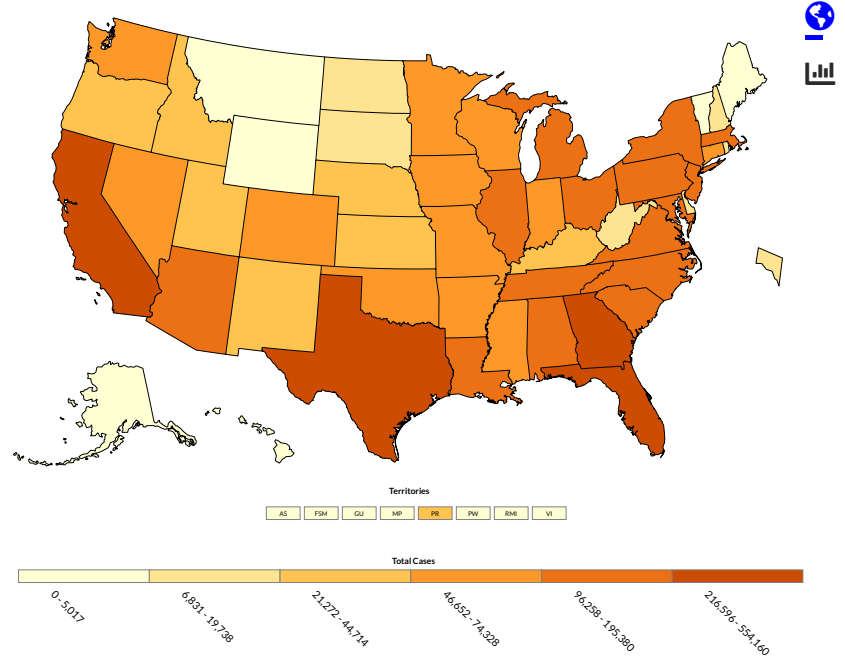 Territories
AS FSM GU MP PR PW RMI VI
Total Cases
0 - 5,017
6,831 - 19,738
21,272 - 44,714
46,652 - 74,328
96,258 - 195,380
216,596 - 554,160